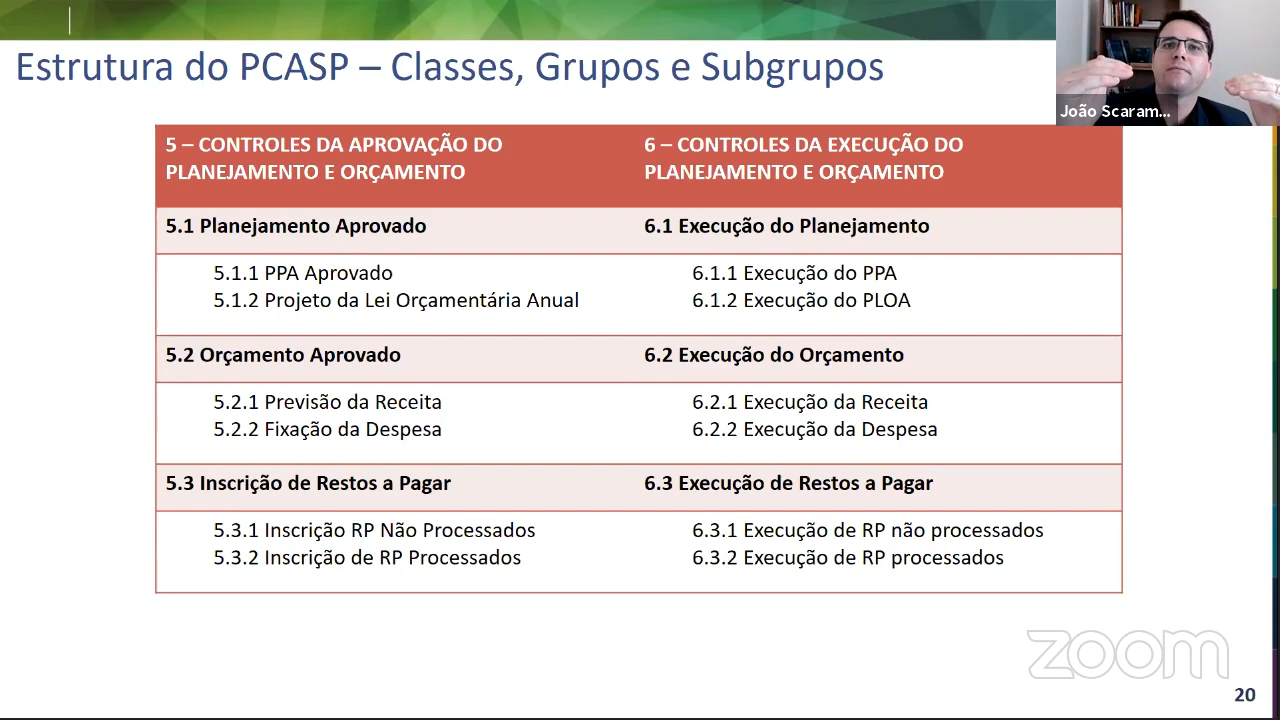 Estrutura do PCASP – Classes, Grupos e Subgrupos
João Scaram...
5 – CONTROLES DA APROVAÇÃO DO
PLANEJAMENTO E ORÇAMENTO
6 – CONTROLES DA EXECUÇÃO DO
PLANEJAMENTO E ORÇAMENTO
5.1 Planejamento Aprovado
6.1 Execução do Planejamento
5.1.1 PPA Aprovado
5.1.2 Projeto da Lei Orçamentária Anual
6.1.1 Execução do PPA
6.1.2 Execução do PLOA
5.2 Orçamento Aprovado
6.2 Execução do Orçamento
5.2.1 Previsão da Receita
5.2.2 Fixação da Despesa
6.2.1 Execução da Receita
6.2.2 Execução da Despesa
5.3 Inscrição de Restos a Pagar
6.3 Execução de Restos a Pagar
5.3.1 Inscrição RP Não Processados
5.3.2 Inscrição de RP Processados
6.3.1 Execução de RP não processados
6.3.2 Execução de RP processados
zoom
20